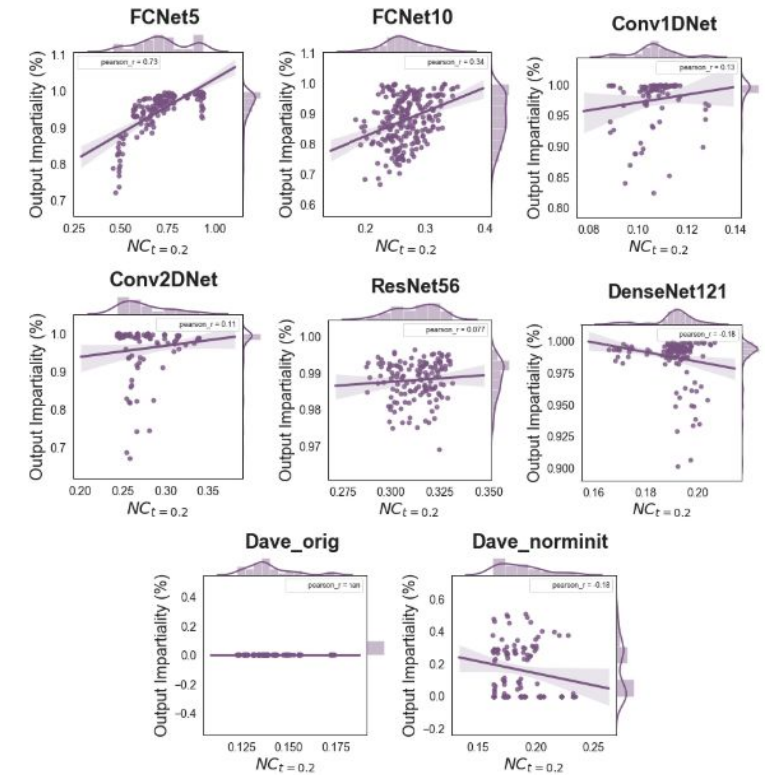 FCNet5
pearson_r = 0.73
Output Impartiality (%)
1.1
1.0
0.9
0.8
0.7
0.25 0.50 0.75 1.00
NCt = 0.2
FCNet10
pearson_r = 0.34
Output Impartiality (%)
1.1
1.0
0.9
0.8
0.7
0.6
0.2 0.3 0.4
NCt = 0.2
Conv1DNet
pearson_r = 0.13
Output Impartiality (%)
1.00
0.95
0.90
0.85
0.80
0.08 0.10 0.12 0.14
NCt = 0.2
Conv2DNet
pearson_r = 0.11
Output Impartiality (%)
1.0
0.9
0.8
0.7
0.20 0.25 0.30 0.35
NCt = 0.2
ResNet56
pearson_r = 0.077
Output Impartiality (%)
1.00
0.99
0.98
0.97
0.275 0.300 0.325 0.350
NCt = 0.2
DenseNet121
pearson_r = -0.18
Output Impartiality (%)
1.000
0.975
0.950
0.925
0.900
0.16 0.18 0.20
NCt = 0.2
Dave_orig
pearson_r = nan
Output Impartiality (%)
0.4
0.2
0.0
−0.2
−0.4
0.125 0.150 0.175
NCt = 0.2
Dave_norminit
pearson_r = -0.18
Output Impartiality (%)
0.6
0.4
0.2
0.0
−0.2
0.15 0.20 0.25
NCt = 0.2